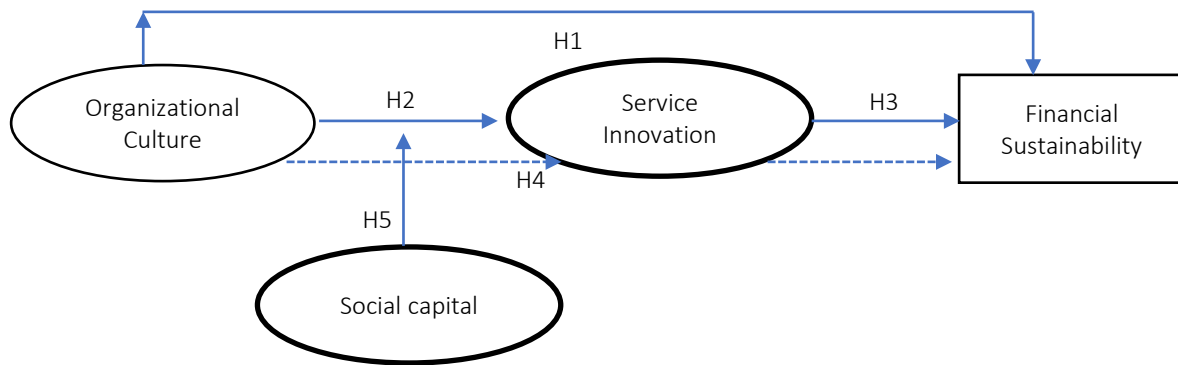 H1
Organizational
Culture
H2
Service
Innovation
H3
Financial
Sustainability
H4
H5
Social capital